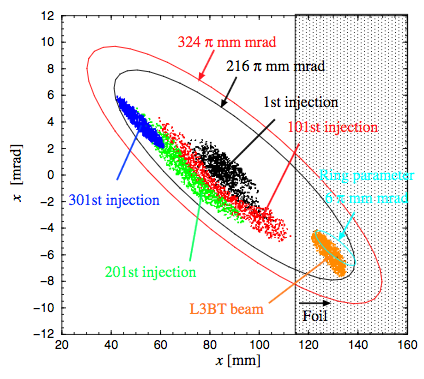 12
10
8
6
4
2
0
−2
−4
−6
−8
−10
−12
x [mrad]
324 π mm mrad
216 π mm mrad
1st injection
101st injection
Ring parameter
6 π mm mrad
301st injection
201st injection
L3BT beam
Foil
20 40 60 80 100 120 140 160
x [mm]